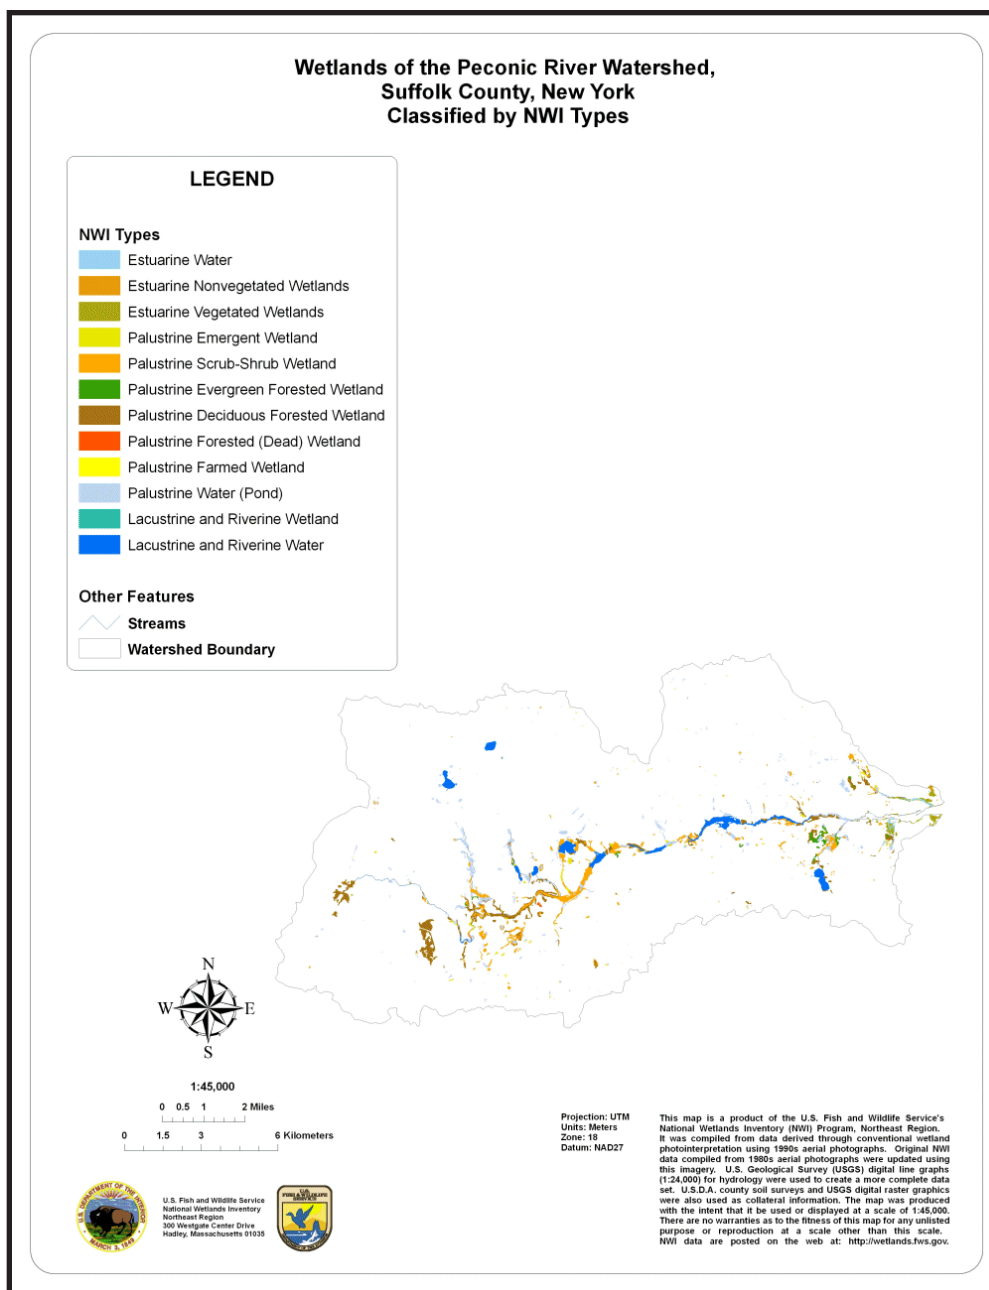 Wetlands of the Peconic River Watershed,
Suffolk County, New York
Classified by NWI Types
LEGEND
NWI Types
Estuarine Water
Estuarine Nonvegetated Wetlands
Estuarine Vegetated Wetlands
Palustrine Emergent Wetland
Palustrine Scrub-Shrub Wetland
Palustrine Evergreen Forested Wetland
Palustrine Deciduous Forested Wetland
Palustrine Forested (Dead) Wetland
Palustrine Farmed Wetland
Palustrine Water (Pond)
Lacustrine and Riverine Wetland
Lacustrine and Riverine Water
Other Features
Streams
Watershed Boundary
N
W E
S
1:45,000
0 0.5 1 2 Miles
0 1.5 3 6 Kilometers
Projection: UTM
Units: Meters
Zone: 18
Datum: NAD27
This map is a product of the U.S. Fish and Wildlife Service's
National Wetlands Inventory (NWI) Program, Northeast Region.
It was compiled from data derived through conventional wetland
photointerpretation using 1990s aerial photographs. Original NWI
data compiled from 1980s aerial photographs were updated using
this imagery. U.S. Geological Survey (USGS) digital line graphs
(1:24,000) for hydrology were used to create a more complete data
set. U.S.D.A. county soil surveys and USGS digital raster graphics
were also used as collateral information. The map was produced
with the intent that it be used or displayed at a scale of 1:45,000.
There are no warranties as to the fitness of this map for any unlisted
purpose or reproduction at a scale other than this scale.
NWI data are posted on the web at: http://wetlands.fws.gov.
U.S. DEPARTMENT OF THE INTERIOR
MARCH 3, 1849
U.S. Fish and Wildlife Service
National Wetlands Inventory
Northeast Region
300 Westgate Center Drive
Hadley, Massachusetts 01035
U.S.
FISH & WILDLIFE
SERVICE